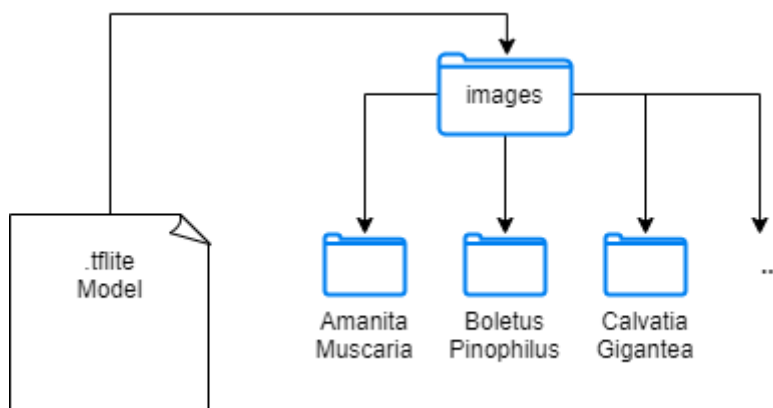 images
.tflite
Model
Amanita
Muscaria
Boletus
Pinophilus
Calvatia
Gigantea
..